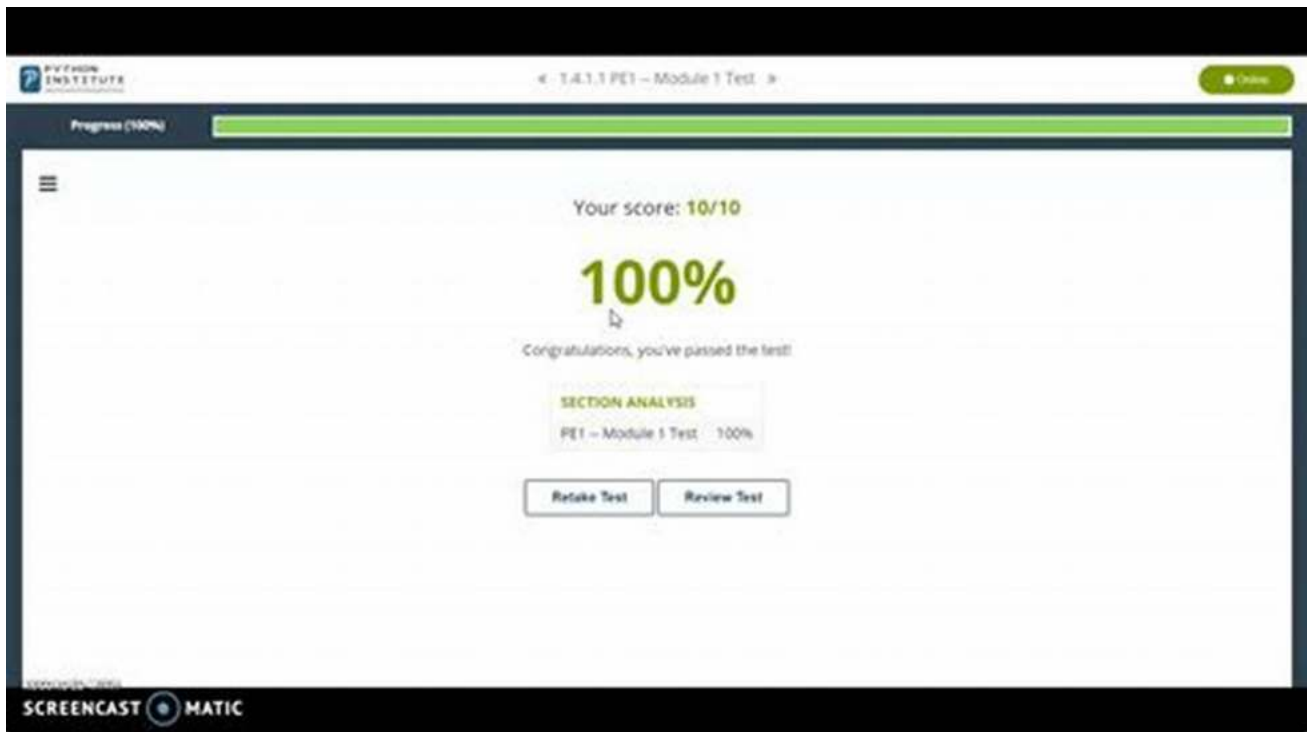 PYTHON
INSTITUTE
« 1.4.1.1 PE1 – Module 1 Test »
Online
Progress (100%)
Your score: 10/10
100%
Congratulations, you've passed the test!
SECTION ANALYSIS
PE1 – Module 1 Test 100%
Retake Test Review Test
SCREENCAST MATIC